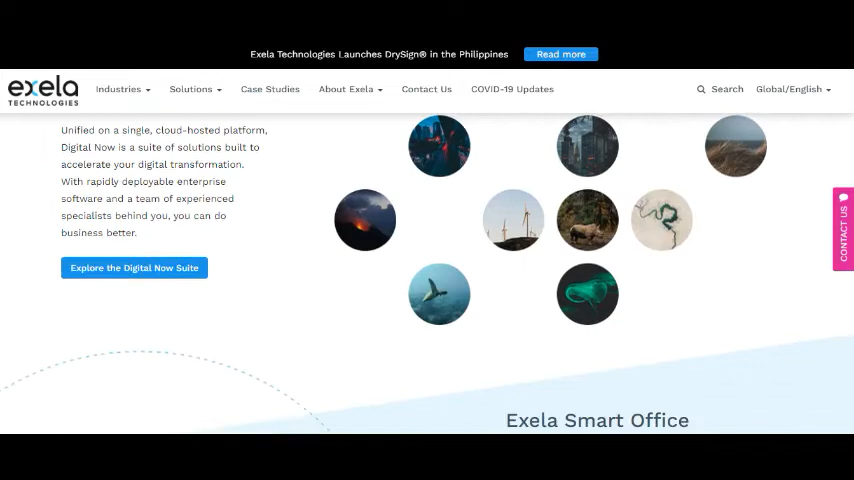 Exela Technologies Launches DrySign® in the Philippines Read more
exela
TECHNOLOGIES
Industries Solutions Case Studies About Exela Contact Us COVID-19 Updates Search Global/English
Unified on a single, cloud-hosted platform,
Digital Now is a suite of solutions built to
accelerate your digital transformation.
With rapidly deployable enterprise
software and a team of experienced
specialists behind you, you can do
business better.
Explore the Digital Now Suite
CONTACT US
Exela Smart Office